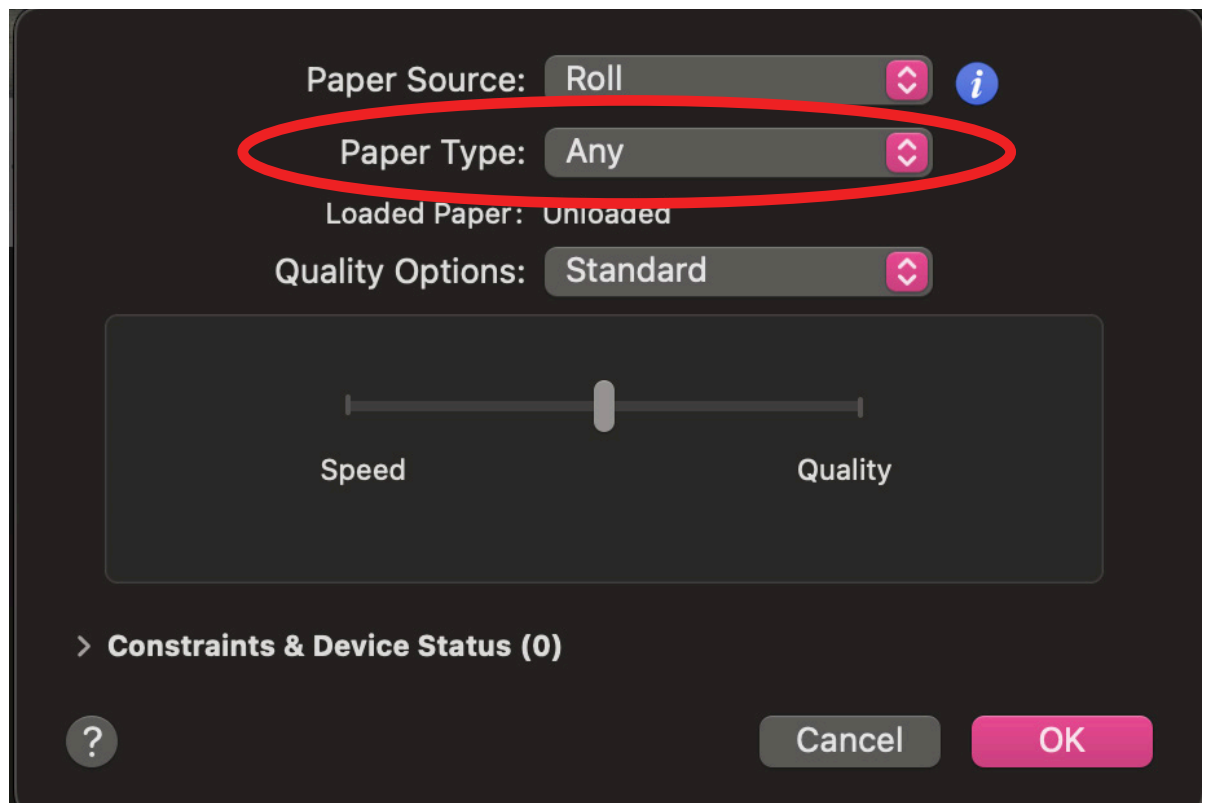 Paper Source: Roll
Paper Type: Any
Loaded Paper: Unloaded
Quality Options: Standard
Speed Quality
Constraints & Device Status (0)
? Cancel OK